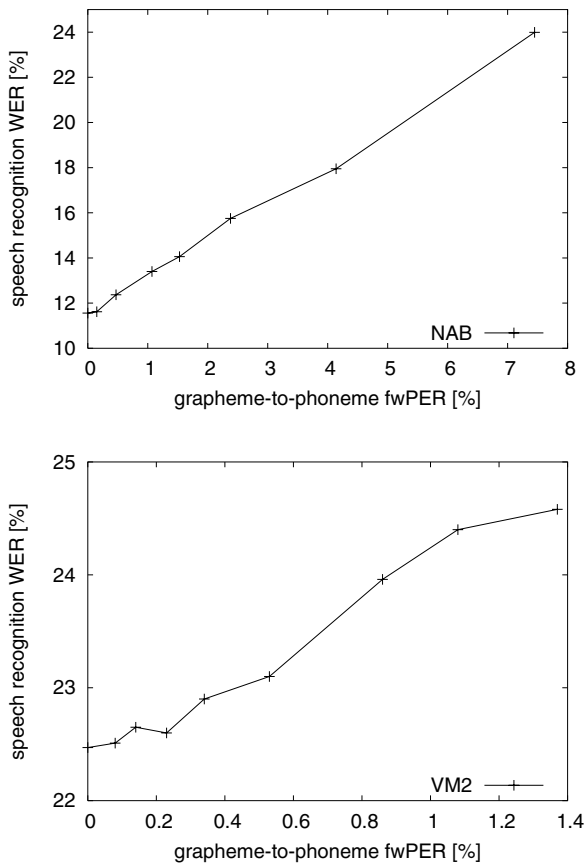 speech recognition WER [%]
24
22
20
18
16
14
12
10
0 1 2 3 4 5 6 7 8
grapheme-to-phoneme fwPER [%]
NAB
speech recognition WER [%]
25
24
23
22
0 0.2 0.4 0.6 0.8 1 1.2 1.4
grapheme-to-phoneme fwPER [%]
VM2